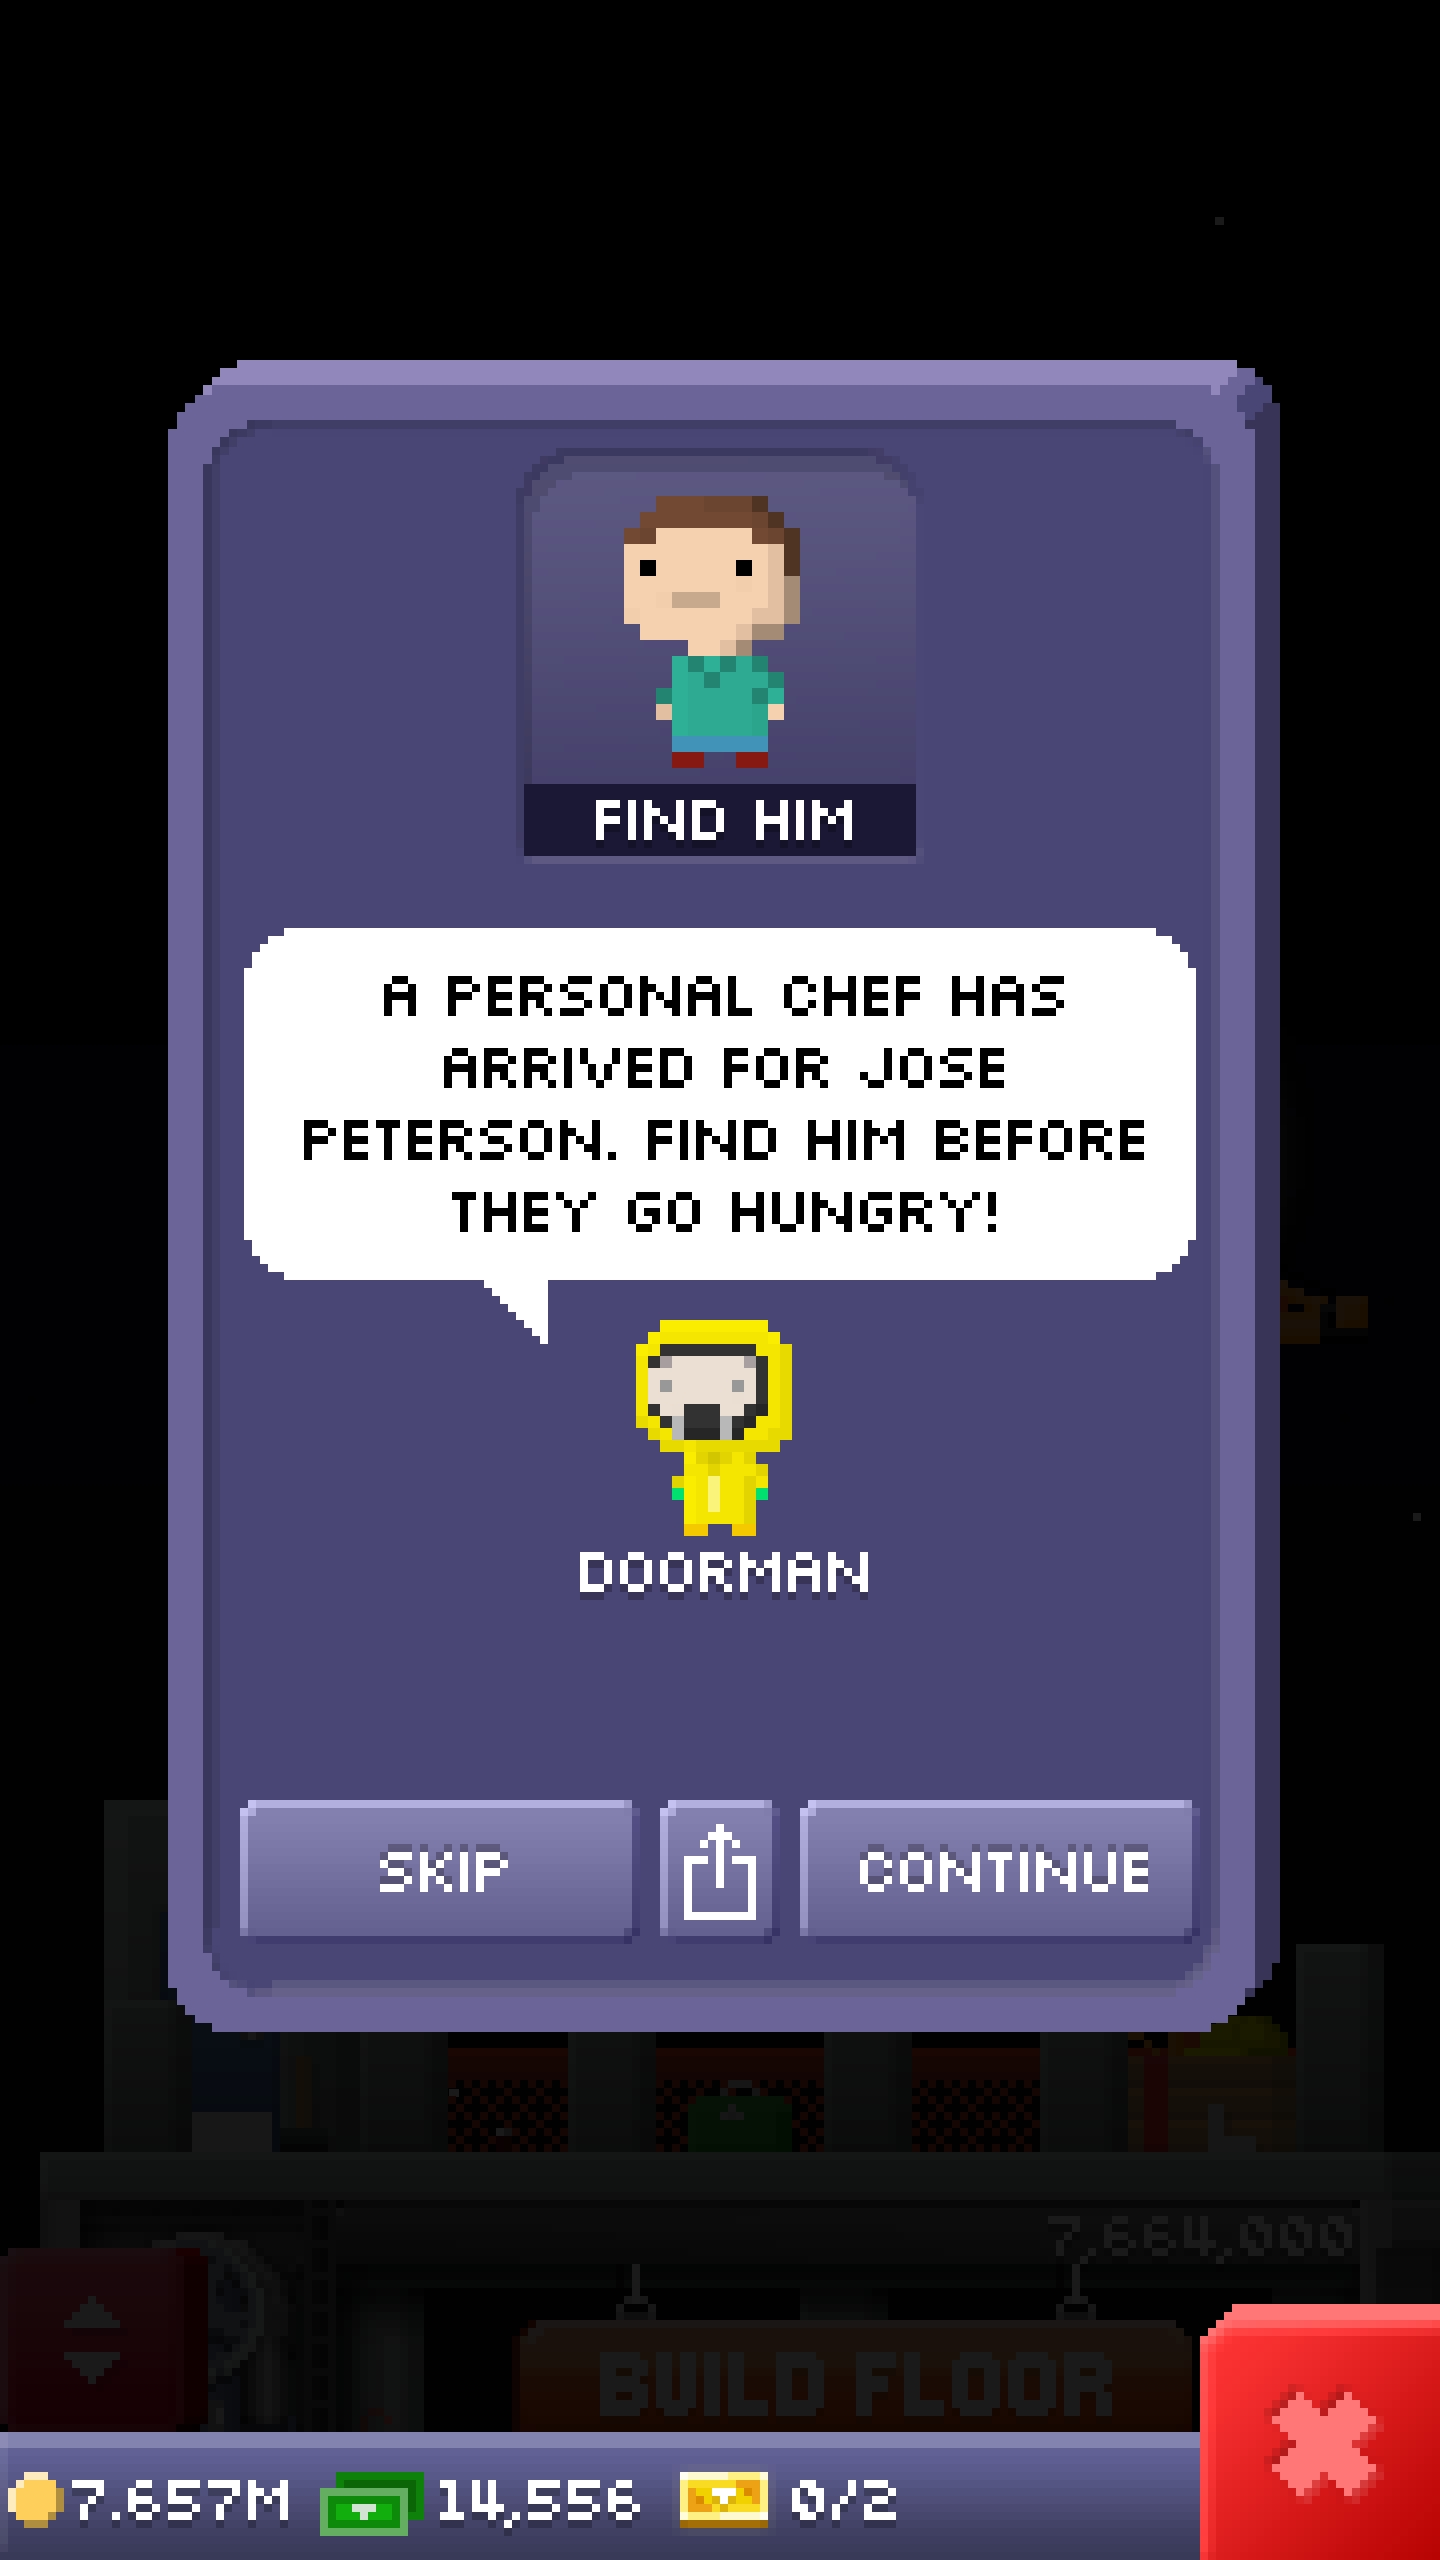 FIND HIM
A PERSONAL CHEF HAS
ARRIVED FOR JOSE
PETERSON. FIND HIM BEFORE
THEY GO HUNGRY!
DOORMAN
SKIP
CONTINUE
7,664,000
BUILD FLOOR
7.657M
14,556
0/2